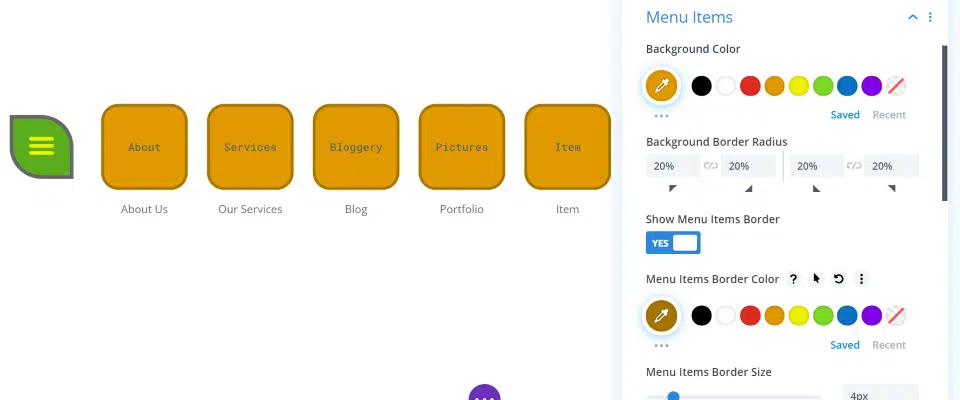 About
Services
Bloggery
Pictures
Item
About Us
Our Services
Blog
Portfolio
Item
Menu Items
Background Color
Saved
Recent
Background Border Radius
20%
20%
20%
20%
Show Menu Items Border
YES
Menu Items Border Color
?
Saved
Recent
Menu Items Border Size
4px